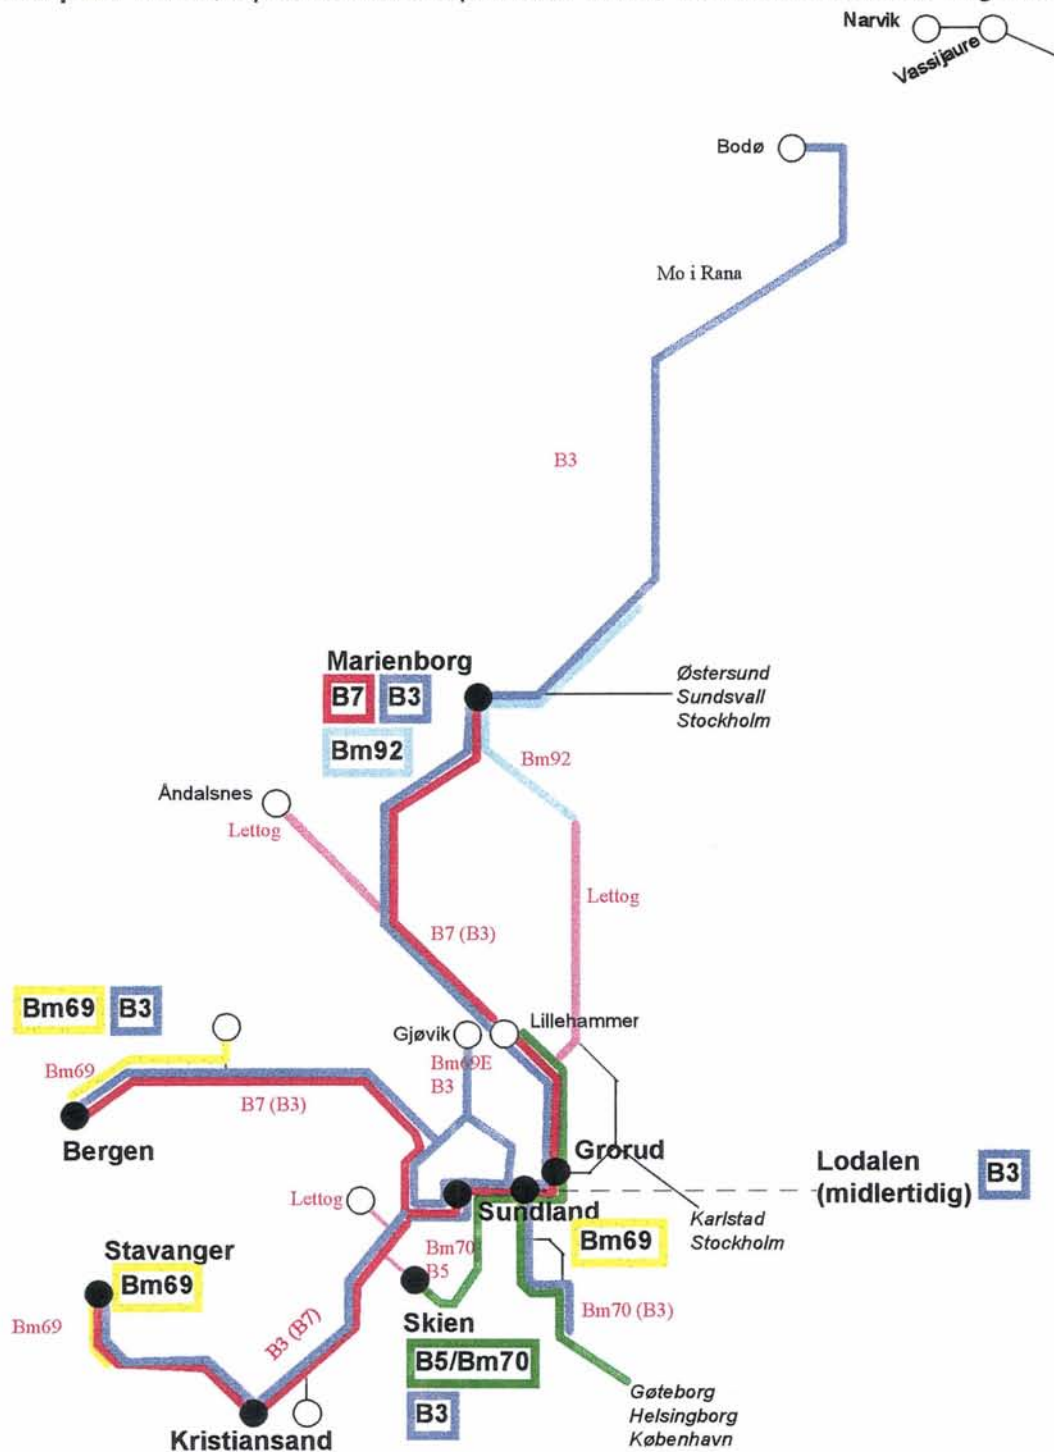 Narvik
Vassijaure
Bodø
Mo i Rana
B3
Marienborg
B7 B3
Bm92
Østersund
Sundsvall
Stockholm
Bm92
Åndalsnes
Lettog
Lettog
B7 (B3)
Bm69 B3
Gjøvik
Lillehammer
Bm69E
B3
Bm69
B7 (B3)
Bergen
Grorud
Lodalen
(midlertidig)
B3
Lettog
Sundland
Karlstad
Stockholm
Bm69
Stavanger
Bm69
Bm70
B5
Bm69
B3 (B7)
Skien
B5/Bm70
B3
Bm70 (B3)
Gøteborg
Helsingborg
København
Kristiansand